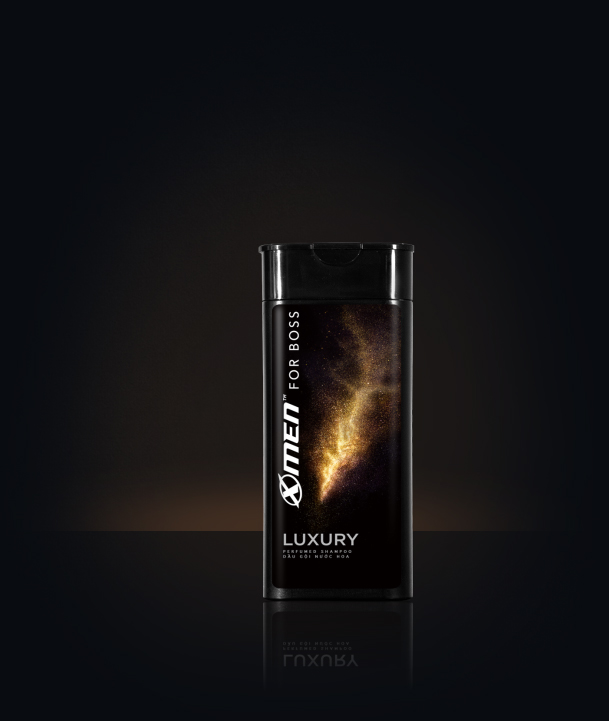 XMEN™ FOR BOSS
LUXURY
PERFUMED SHAMPOO
DẦU GỘI NƯỚC HOA